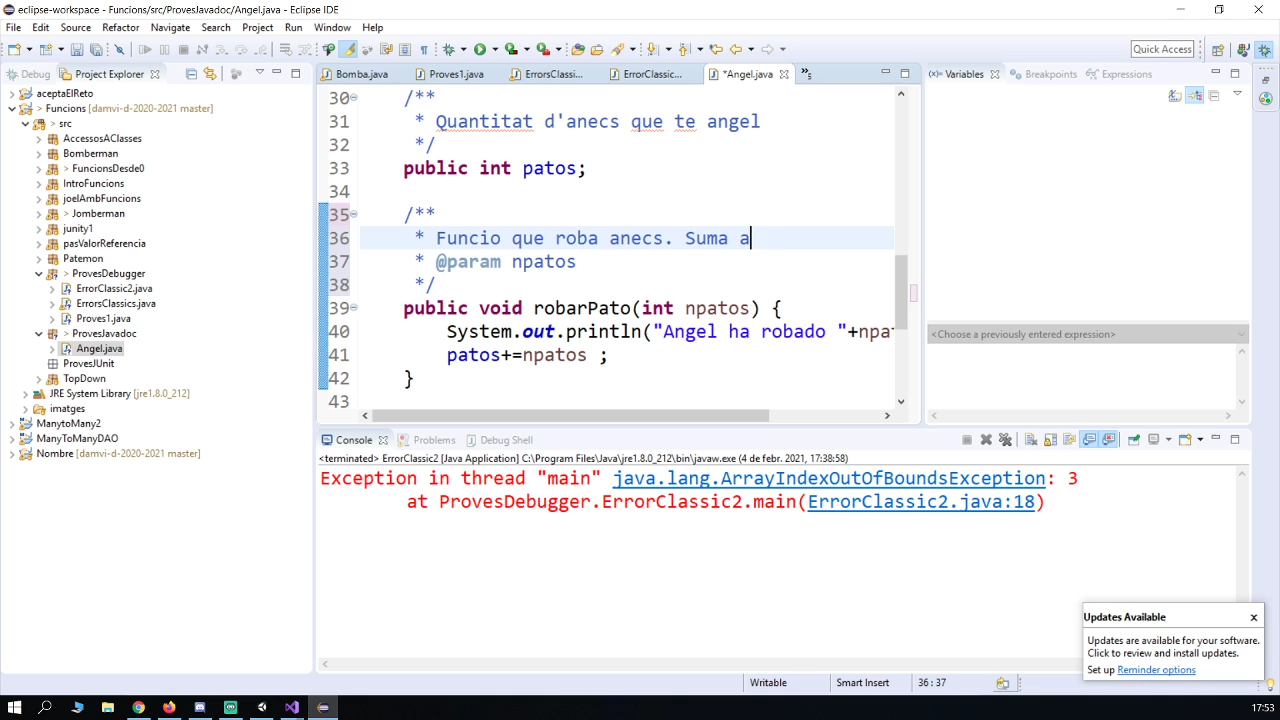 eclipse-workspace - Funcions/src/ProvesJavadoc/Angel.java - Eclipse IDE
File Edit Source Refactor Navigate Search Project Run Window Help
Quick Access
Debug Project Explorer
aceptaElReto
> Funcions [damvi-d-2020-2021 master]
> src
AccessosAClasses
Bomberman
> FuncionsDesde0
IntroFuncions
joelAmbFuncions
> Jomberman
junity1
pasValorReferencia
Patemon
> ProvesDebugger
ErrorClassic2.java
ErrorsClassics.java
Proves1.java
> ProvesJavadoc
Angel.java
ProvesJUnit
TopDown
JRE System Library [jre1.8.0_212]
imatges
ManytoMany2
ManyToManyDAO
Nombre [damvi-d-2020-2021 master]
Bomba.java Proves1.java ErrorsClassi... ErrorClassic... *Angel.java »5
30 /**
31 * Quantitat d'anecs que te angel
32 */
33 public int patos;
34
35 /**
36 * Funcio que roba anecs. Suma a
37 * @param npatos
38 */
39 public void robarPato(int npatos) {
40 System.out.println("Angel ha robado "+npat
41 patos+=npatos ;
42 }
43
Variables Breakpoints Expressions
<Choose a previously entered expression>
Console Problems Debug Shell
<terminated> ErrorClassic2 [Java Application] C:\Program Files\Java\jre1.8.0_212\bin\javaw.exe (4 de febr. 2021, 17:38:58)
Exception in thread "main" java.lang.ArrayIndexOutOfBoundsException: 3
at ProvesDebugger.ErrorClassic2.main(ErrorClassic2.java:18)
Updates Available x
Updates are available for your software.
Click to review and install updates.
Set up Reminder options
Writable Smart Insert 36 : 37
17:53